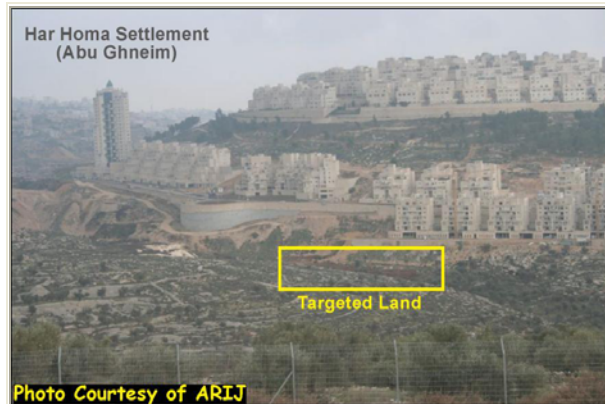 Har Homa Settlement
(Abu Ghneim)
Targeted Land
Photo Courtesy of ARIJ